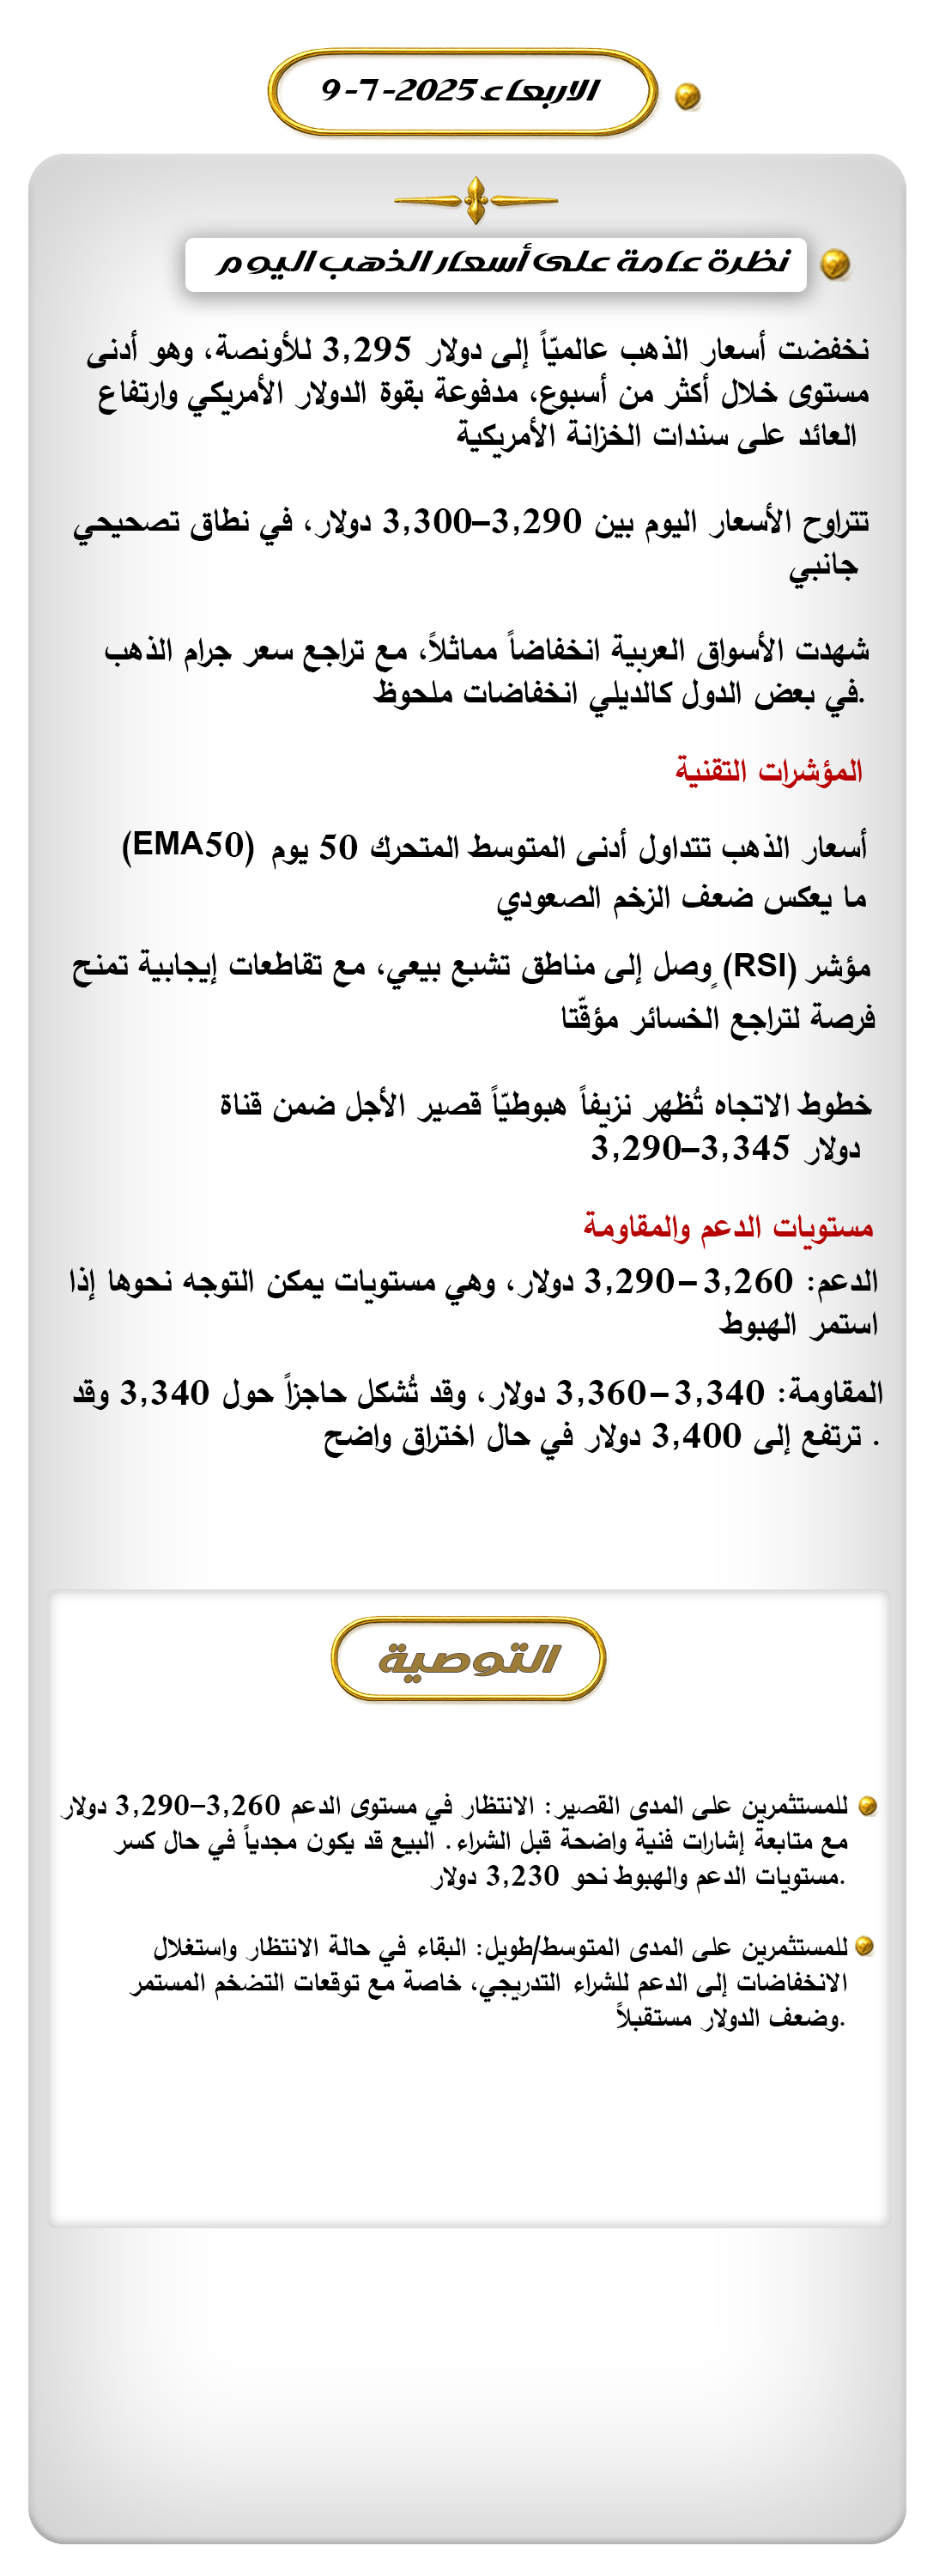 الاربعاء 2025-7-9
نظرة عامة على أسعار الذهب اليوم
نخفضت أسعار الذهب عالميّاً إلى دولار 3,295 للأونصة، وهو أدنى
مستوى خلال أكثر من أسبوع، مدفوعة بقوة الدولار الأمريكي وارتفاع
العائد على سندات الخزانة الأمريكية
تتراوح الأسعار اليوم بين 3,290–3,300 دولار، في نطاق تصحيحي
جانبي
شهدت الأسواق العربية انخفاضاً مماثلاً، مع تراجع سعر جرام الذهب
.في بعض الدول كالديلي انخفاضات ملحوظ
المؤشرات التقنية
أسعار الذهب تتداول أدنى المتوسط المتحرك 50 يوم (EMA50)
ما يعكس ضعف الزخم الصعودي
مؤشر (RSI) ٍوصل إلى مناطق تشبع بيعي، مع تقاطعات إيجابية تمنح
فرصة لتراجع الخسائر مؤقّتا
خطوط الاتجاه تُظهر نزيفاً هبوطيّاً قصير الأجل ضمن قناة
دولار 3,345–3,290
مستويات الدعم والمقاومة
الدعم: 3,260–3,290 دولار، وهي مستويات يمكن التوجه نحوها إذا
استمر الهبوط
المقاومة: 3,340–3,360 دولار، وقد تُشكل حاجزاً حول 3,340 وقد
. ترتفع إلى 3,400 دولار في حال اختراق واضح
التوصية
للمستثمرين على المدى القصير: الانتظار في مستوى الدعم 3,260–3,290 دولار
مع متابعة إشارات فنية واضحة قبل الشراء. البيع قد يكون مجدياً في حال كسر
.مستويات الدعم والهبوط نحو 3,230 دولار
للمستثمرين على المدى المتوسط/طويل: البقاء في حالة الانتظار واستغلال
الانخفاضات إلى الدعم للشراء التدريجي، خاصة مع توقعات التضخم المستمر
.وضعف الدولار مستقبلاً